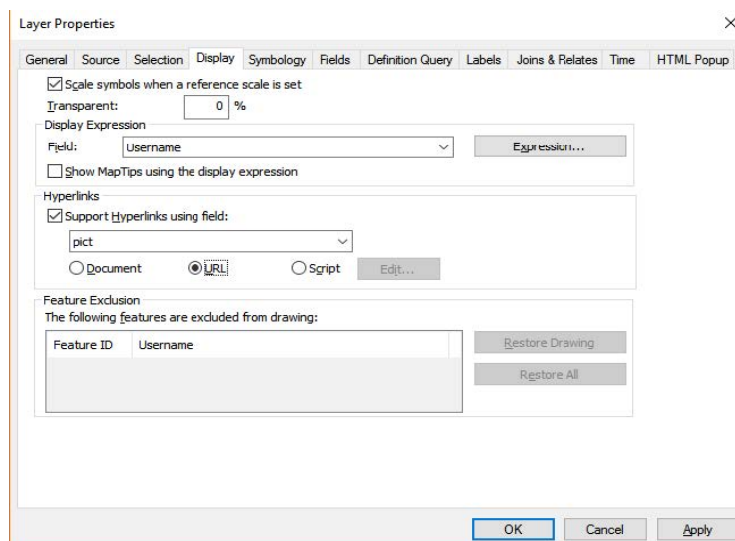 Layer Properties
General Source Selection Display Symbology Fields Definition Query Labels Joins & Relates Time HTML Popup
Scale symbols when a reference scale is set
Transparent: 0 %
Display Expression
Field: Username Expression...
Show MapTips using the display expression
Hyperlinks
Support Hyperlinks using field:
pict
Document URL Script Edit...
Feature Exclusion
The following features are excluded from drawing:
Feature ID Username
Restore Drawing
Restore All
OK Cancel Apply